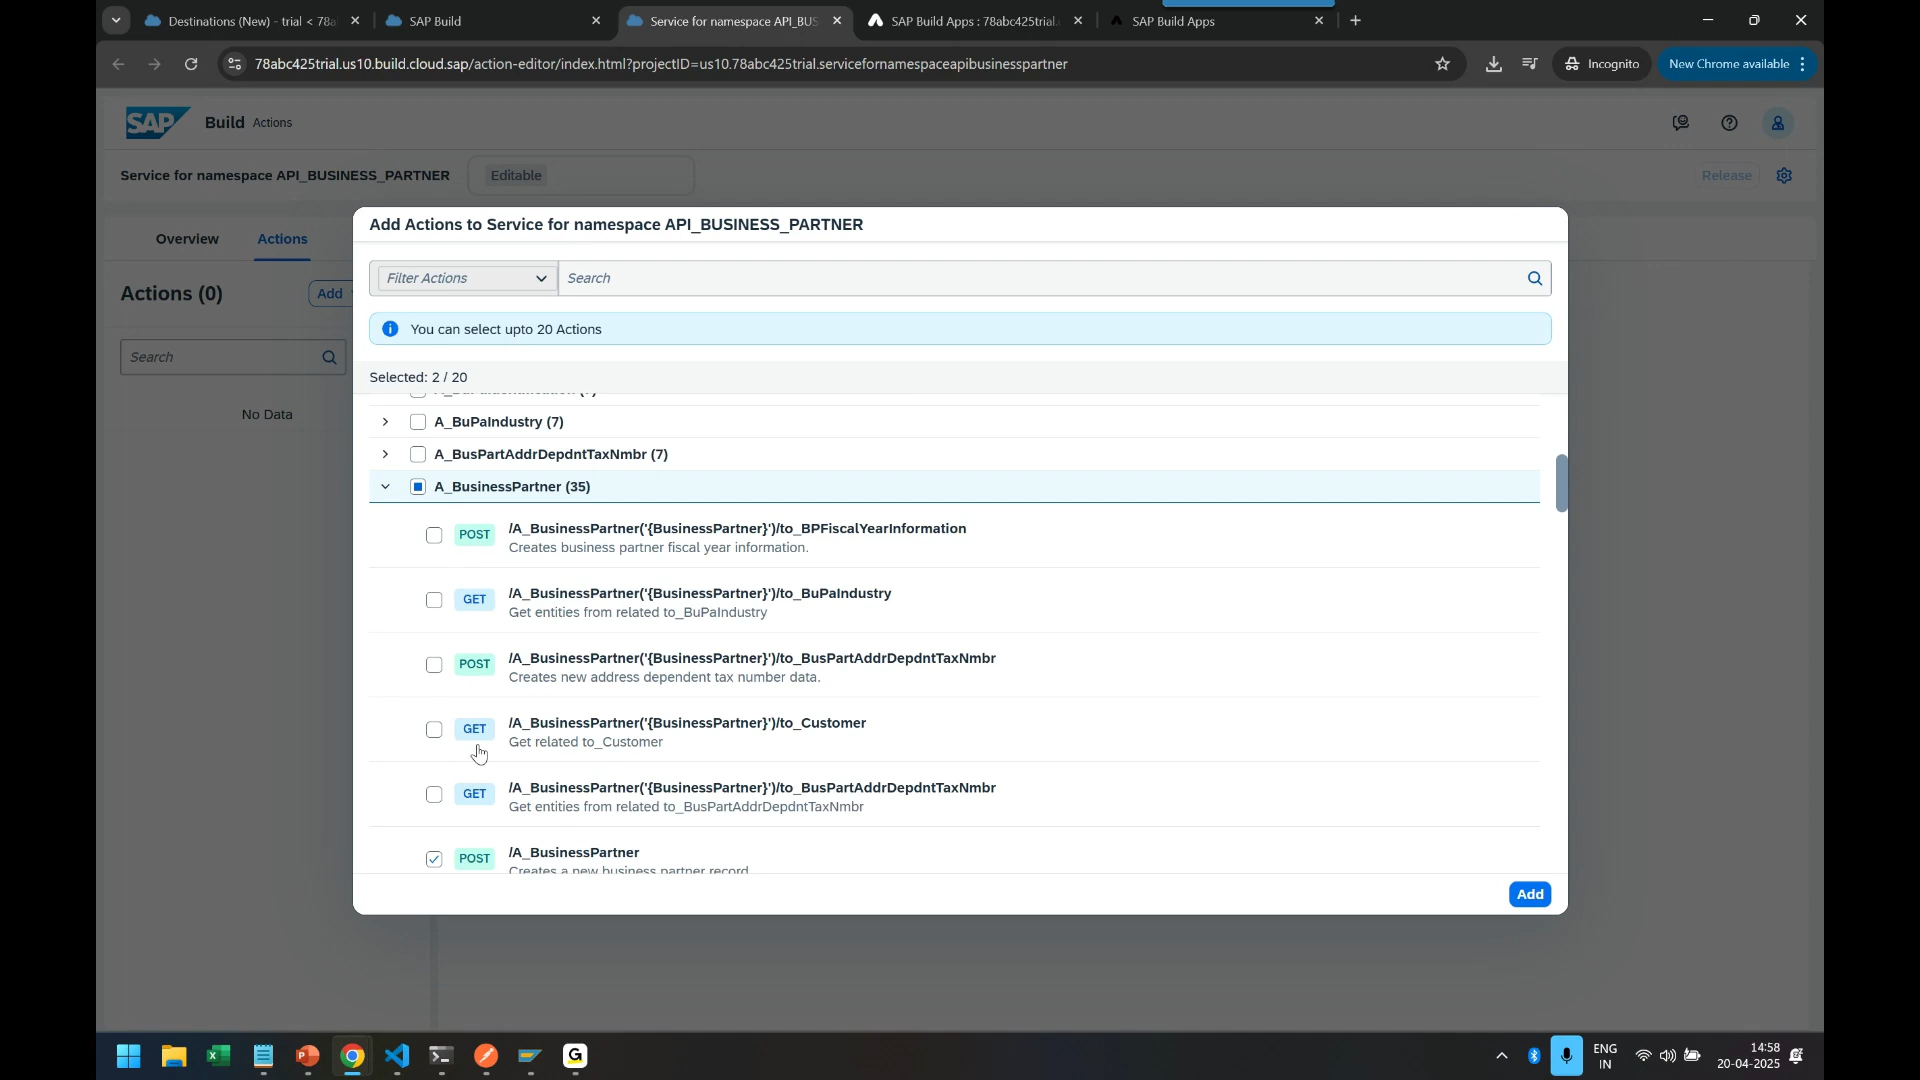 Destinations (New) - trial < 78a
SAP Build
Service for namespace API_BUS
SAP Build Apps : 78abc425trial.
SAP Build Apps
78abc425trial.us10.build.cloud.sap/action-editor/index.html?projectID=us10.78abc425trial.servicefornamespaceapibusinesspartner
Incognito
New Chrome available
SAP Build Actions
Service for namespace API_BUSINESS_PARTNER
Editable
Release
Overview
Actions
Actions (0)
Add
Search
No Data
Add Actions to Service for namespace API_BUSINESS_PARTNER
Filter Actions
Search
You can select upto 20 Actions
Selected: 2 / 20
A_BuPaIndustry (7)
A_BusPartAddrDepdntTaxNmbr (7)
A_BusinessPartner (35)
POST /A_BusinessPartner('{BusinessPartner}')/to_BPFiscalYearInformation
Creates business partner fiscal year information.
GET /A_BusinessPartner('{BusinessPartner}')/to_BuPaIndustry
Get entities from related to_BuPaIndustry
POST /A_BusinessPartner('{BusinessPartner}')/to_BusPartAddrDepdntTaxNmbr
Creates new address dependent tax number data.
GET /A_BusinessPartner('{BusinessPartner}')/to_Customer
Get related to_Customer
GET /A_BusinessPartner('{BusinessPartner}')/to_BusPartAddrDepdntTaxNmbr
Get entities from related to_BusPartAddrDepdntTaxNmbr
POST /A_BusinessPartner
Creates a new business partner record
Add
ENG
IN
14:58
20-04-2025